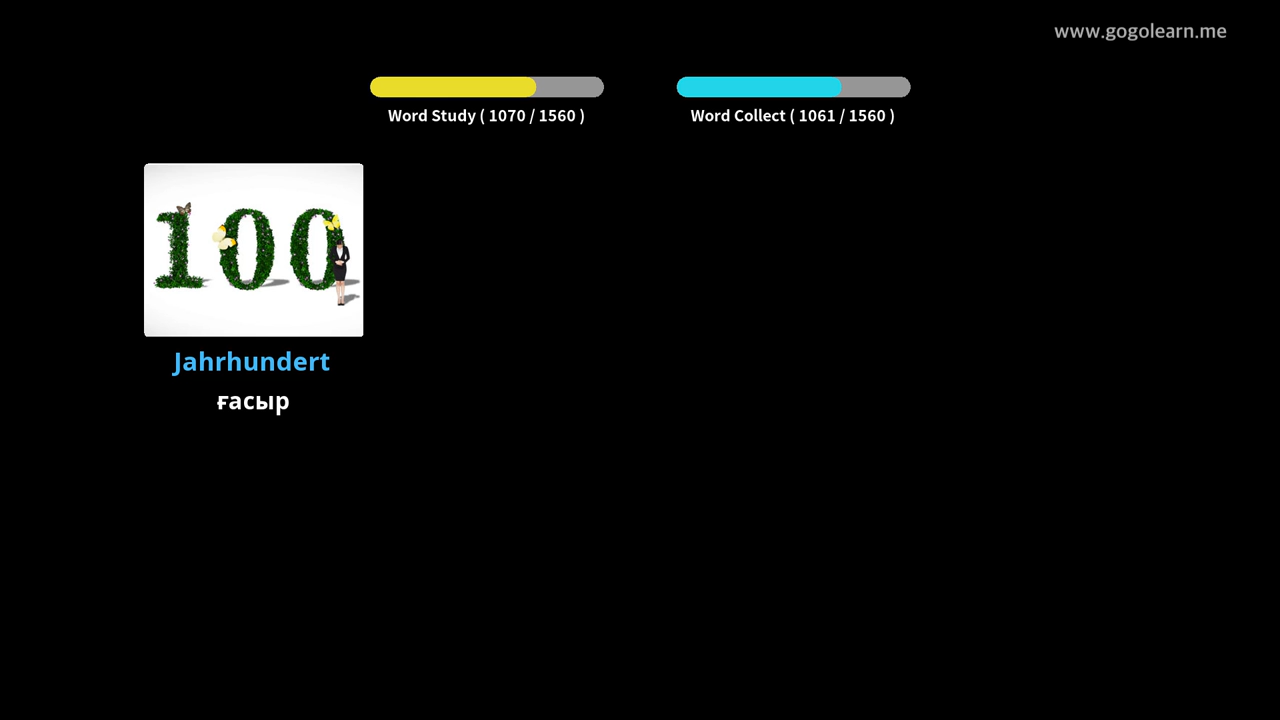 www.gogolearn.me
Word Study ( 1070 / 1560 )
Word Collect ( 1061 / 1560 )
100
Jahrhundert
ғасыр